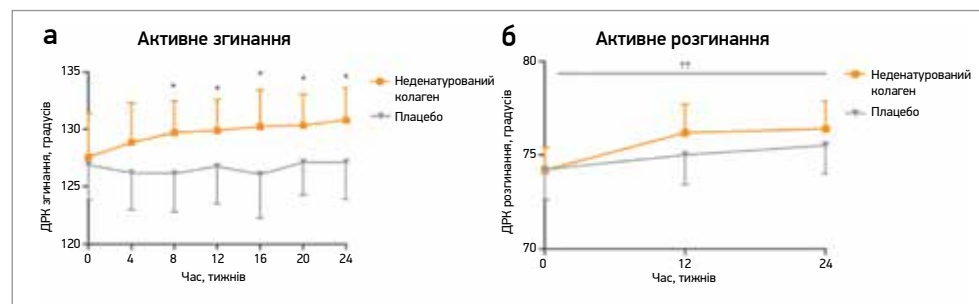 а Активне згинання
ДРК згинання, градусів
135
130
125
120
* * * * *
0 4 8 12 16 20 24
Час, тижнів
Неденатурований
колаген
Плацебо
б Активне розгинання
ДРК розгинання, градусів
80
75
70
††
0 12 24
Час, тижнів
Неденатурований
колаген
Плацебо